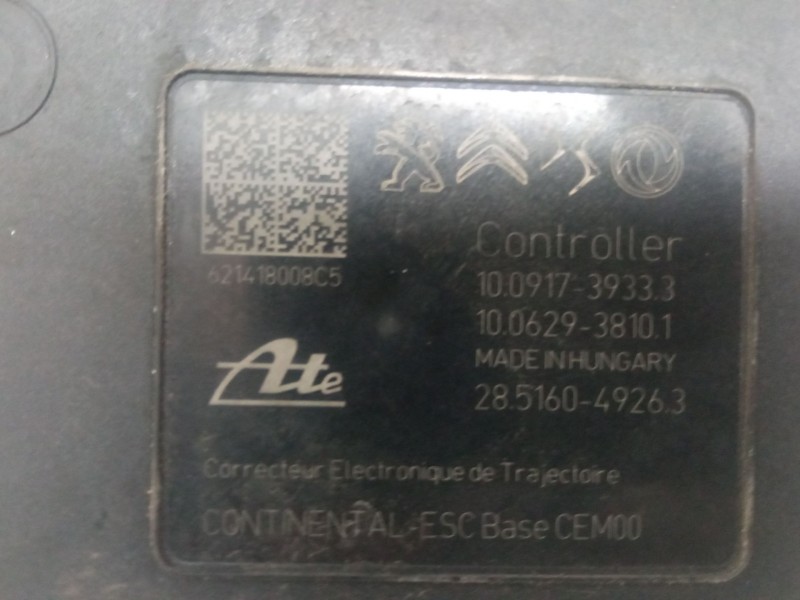 Controller
621418008C5
10.0917-3933.3
10.0629-3810.1
MADE IN HUNGARY
Ate
28.5160-4926.3
Correcteur Electronique de Trajectoire
CONTINENTAL-ESC Base CEM00